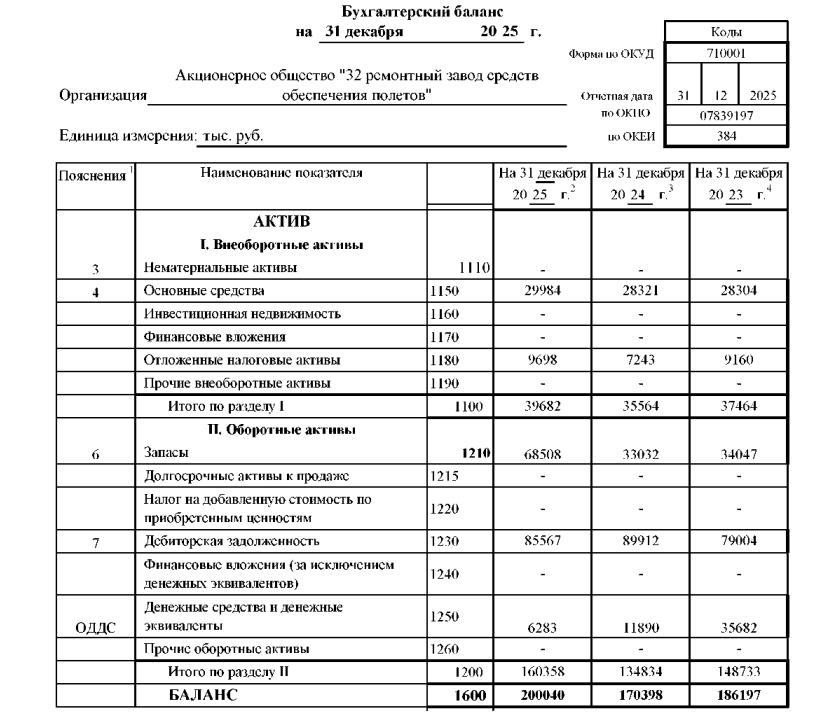 Бухгалтерский баланс
на 31 декабря 20 25 г.
Коды
Форма по ОКУД 710001
Акционерное общество "32 ремонтный завод средств
Организация обеспечения полетов"
Отчетная дата 31 12 2025
по ОКПО 07839197
Единица измерения: тыс. руб.
по ОКЕИ 384
Пояснения 1 Наименование показателя На 31 декабря На 31 декабря На 31 декабря
20 25 г.2 20 24 г.3 20 23 г.4
АКТИВ
I. Внеоборотные активы
3 Нематериальные активы 1110 - - -
4 Основные средства 1150 29984 28321 28304
Инвестиционная недвижимость 1160 - - -
Финансовые вложения 1170 - - -
Отложенные налоговые активы 1180 9698 7243 9160
Прочие внеоборотные активы 1190 - - -
Итого по разделу I 1100 39682 35564 37464
II. Оборотные активы
6 Запасы 1210 68508 33032 34047
Долгосрочные активы к продаже 1215 - - -
Налог на добавленную стоимость по
приобретенным ценностям 1220 - - -
7 Дебиторская задолженность 1230 85567 89912 79004
Финансовые вложения (за исключением
денежных эквивалентов) 1240 - - -
Денежные средства и денежные
ОДДС эквиваленты 1250 6283 11890 35682
Прочие оборотные активы 1260 - - -
Итого по разделу II 1200 160358 134834 148733
БАЛАНС 1600 200040 170398 186197